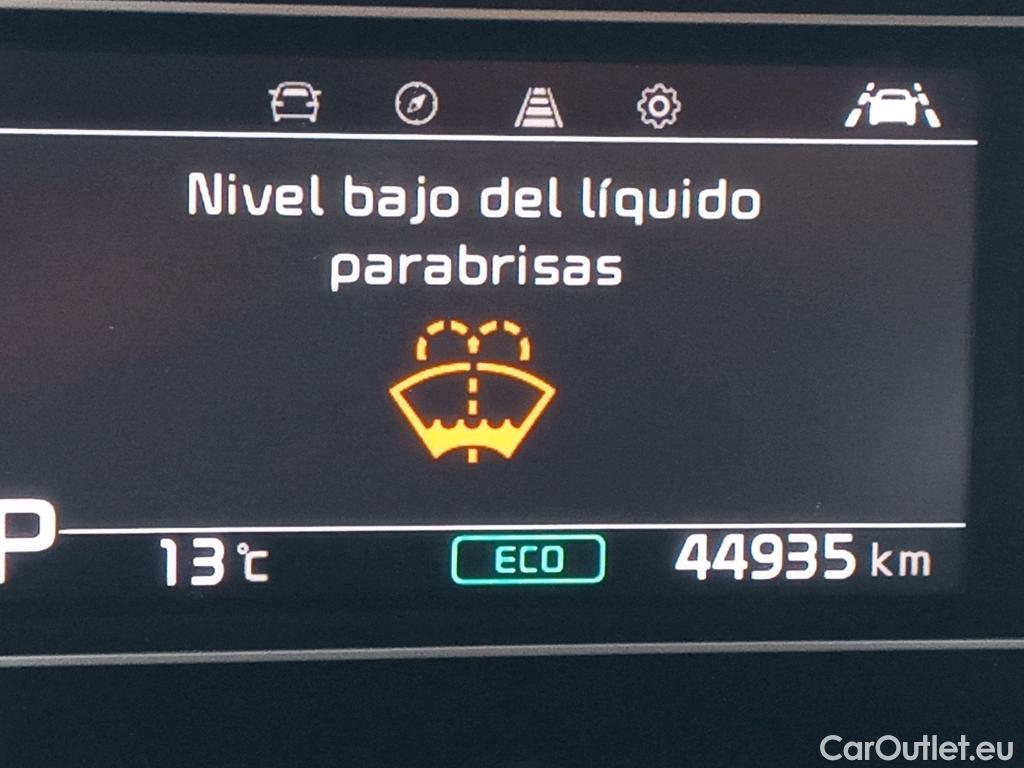 Nivel bajo del líquido
parabrisas
P
13°C
ECO
44935 km
CarOutlet.eu